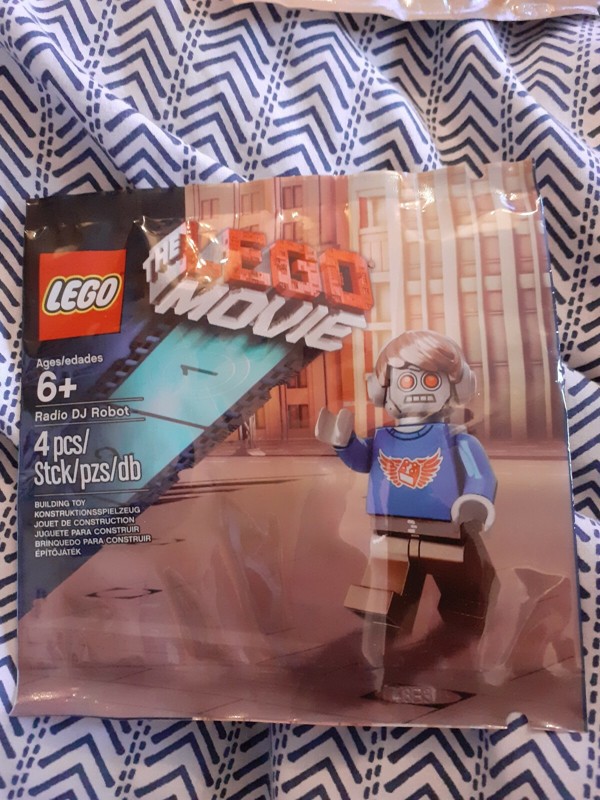 LEGO
THE
LEGO
MOVIE
Ages/edades
6+
Radio DJ Robot
4 pcs/
Stck/pzs/db
BUILDING TOY
KONSTRUKTIONSSPIELZEUG
JOUET DE CONSTRUCTION
JUGUETE PARA CONSTRUIR
BRINQUEDO PARA CONSTRUIR
ÉPÍTŐJÁTÉK